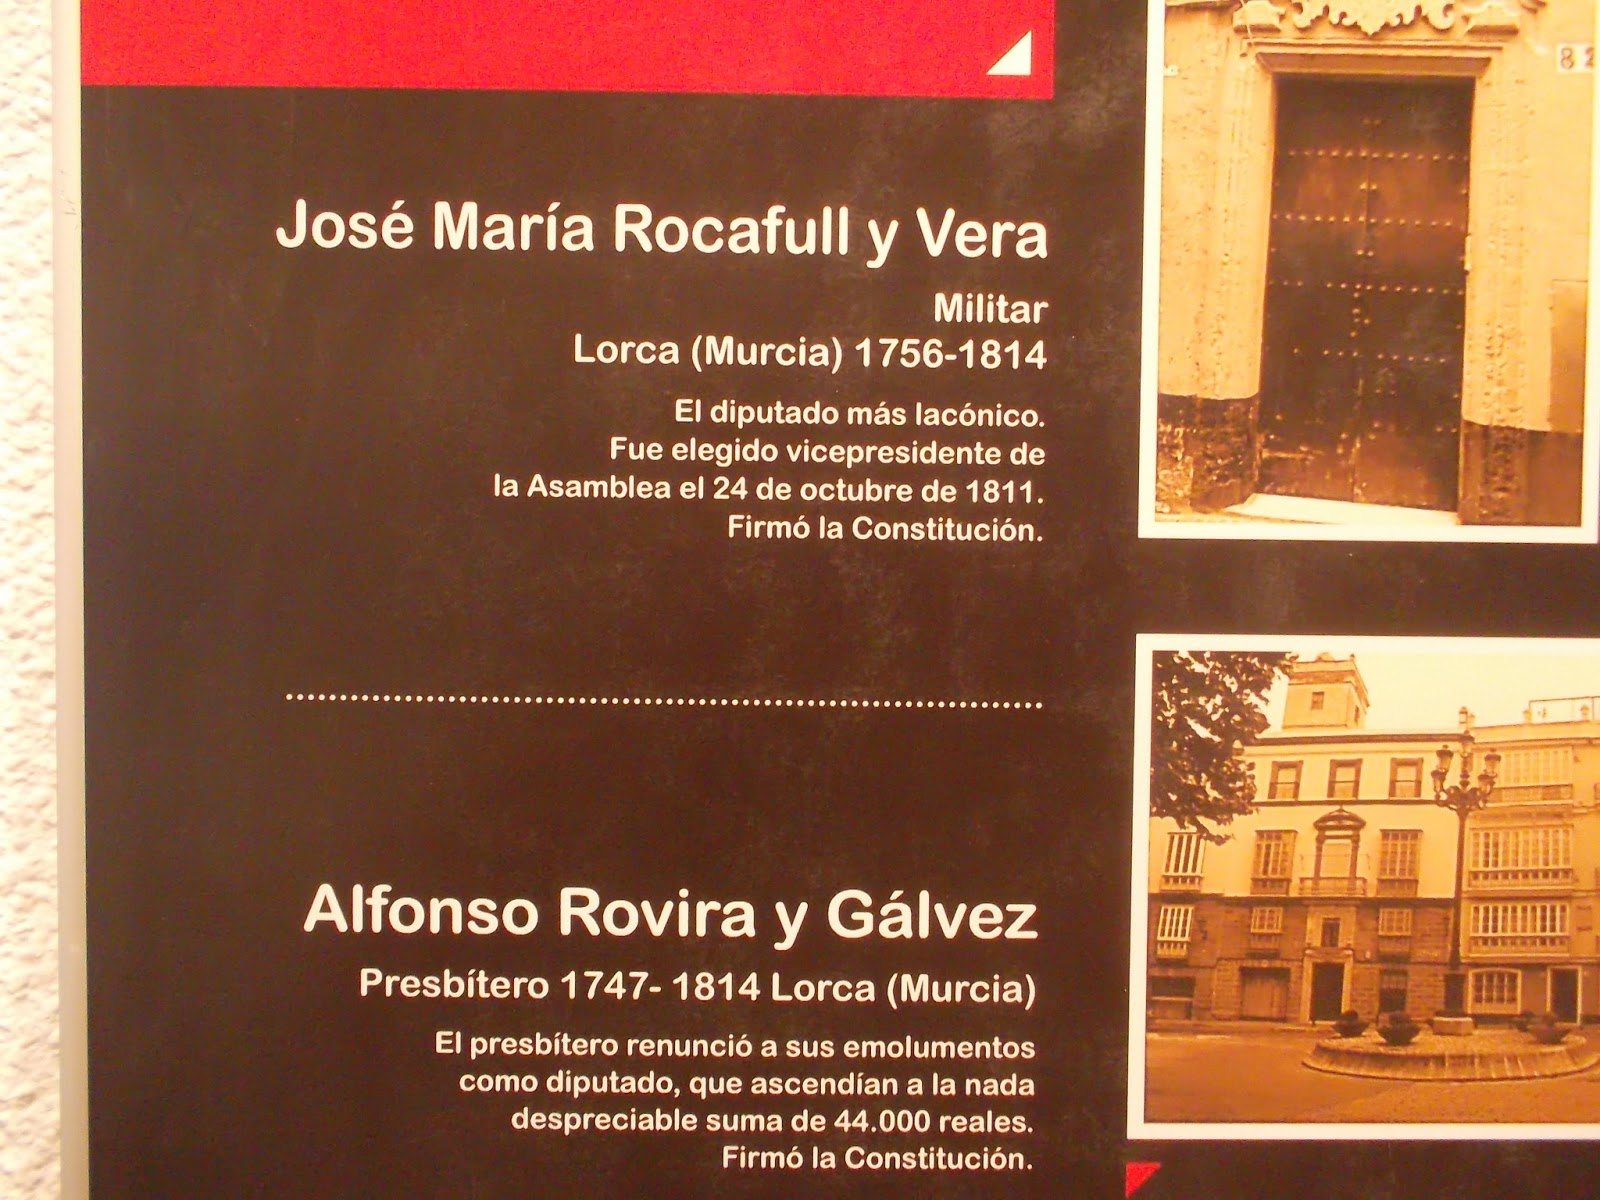 José María Rocafull y Vera
Militar
Lorca (Murcia) 1756-1814
El diputado más lacónico.
Fue elegido vicepresidente de
la Asamblea el 24 de octubre de 1811.
Firmó la Constitución.
Alfonso Rovira y Gálvez
Presbítero 1747- 1814 Lorca (Murcia)
El presbítero renunció a sus emolumentos
como diputado, que ascendían a la nada
despreciable suma de 44.000 reales.
Firmó la Constitución.
82